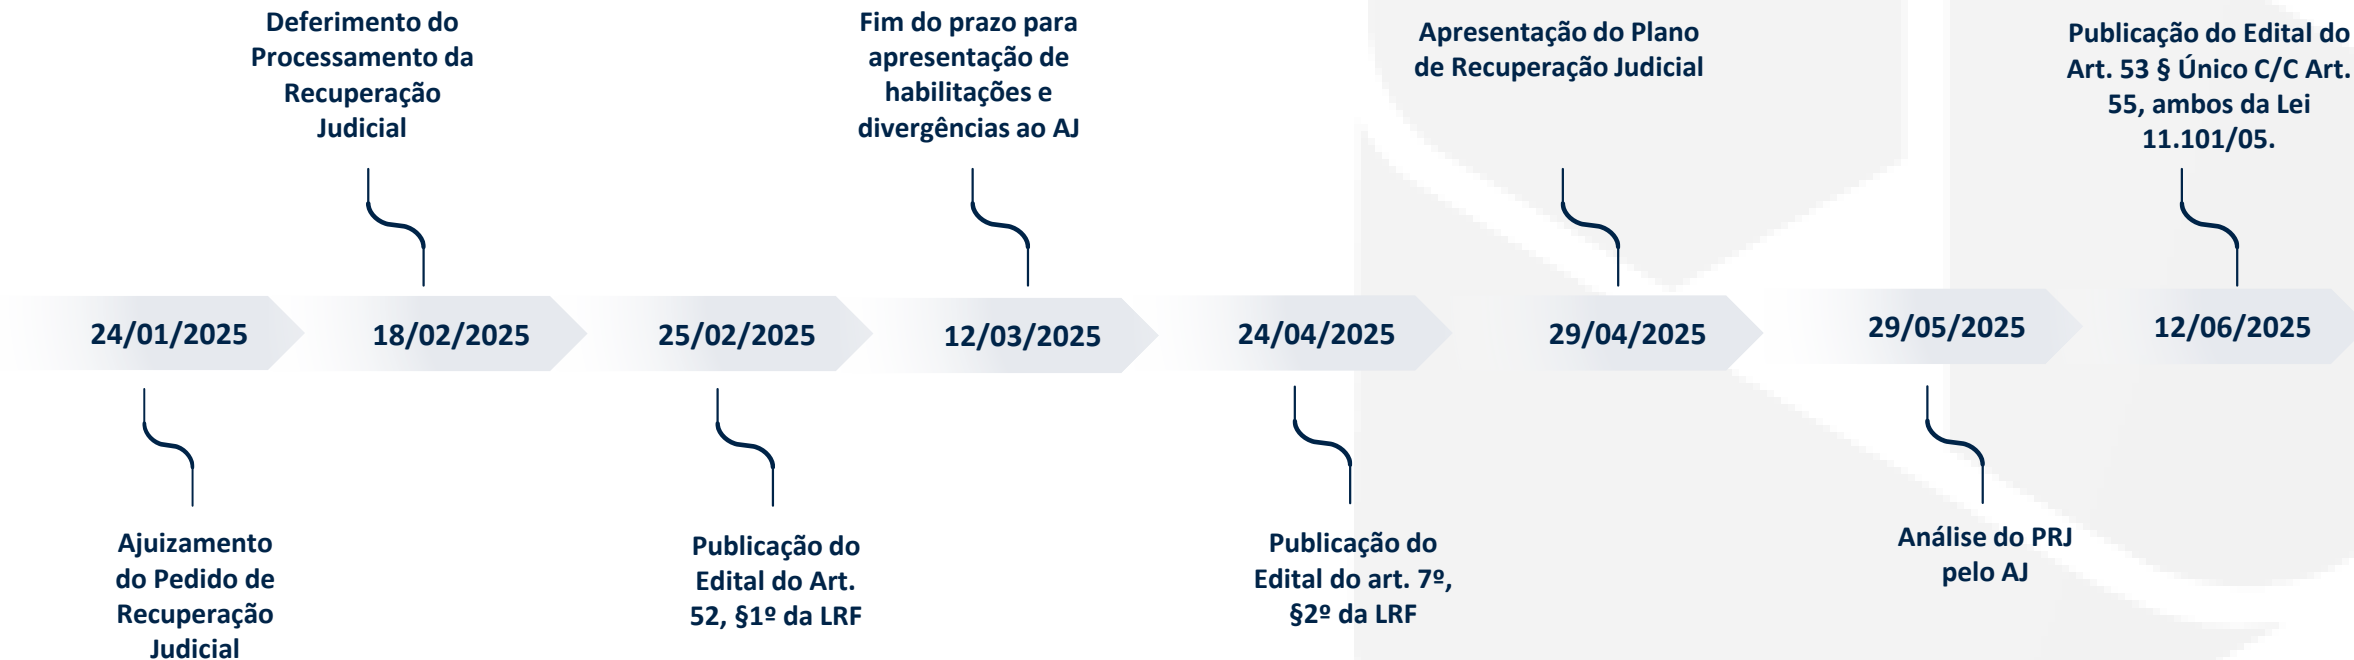 Deferimento do
Processamento da
Recuperação
Judicial
Fim do prazo para
apresentação de
habilitações e
divergências ao AJ
Apresentação do Plano
de Recuperação Judicial
Publicação do Edital do
Art. 53 § Único C/C Art.
55, ambos da Lei
11.101/05.
24/01/2025
18/02/2025
25/02/2025
12/03/2025
24/04/2025
29/04/2025
29/05/2025
12/06/2025
Ajuizamento
do Pedido de
Recuperação
Judicial
Publicação do
Edital do Art.
52, §1º da LRF
Publicação do
Edital do art. 7º,
§2º da LRF
Análise do PRJ
pelo AJ